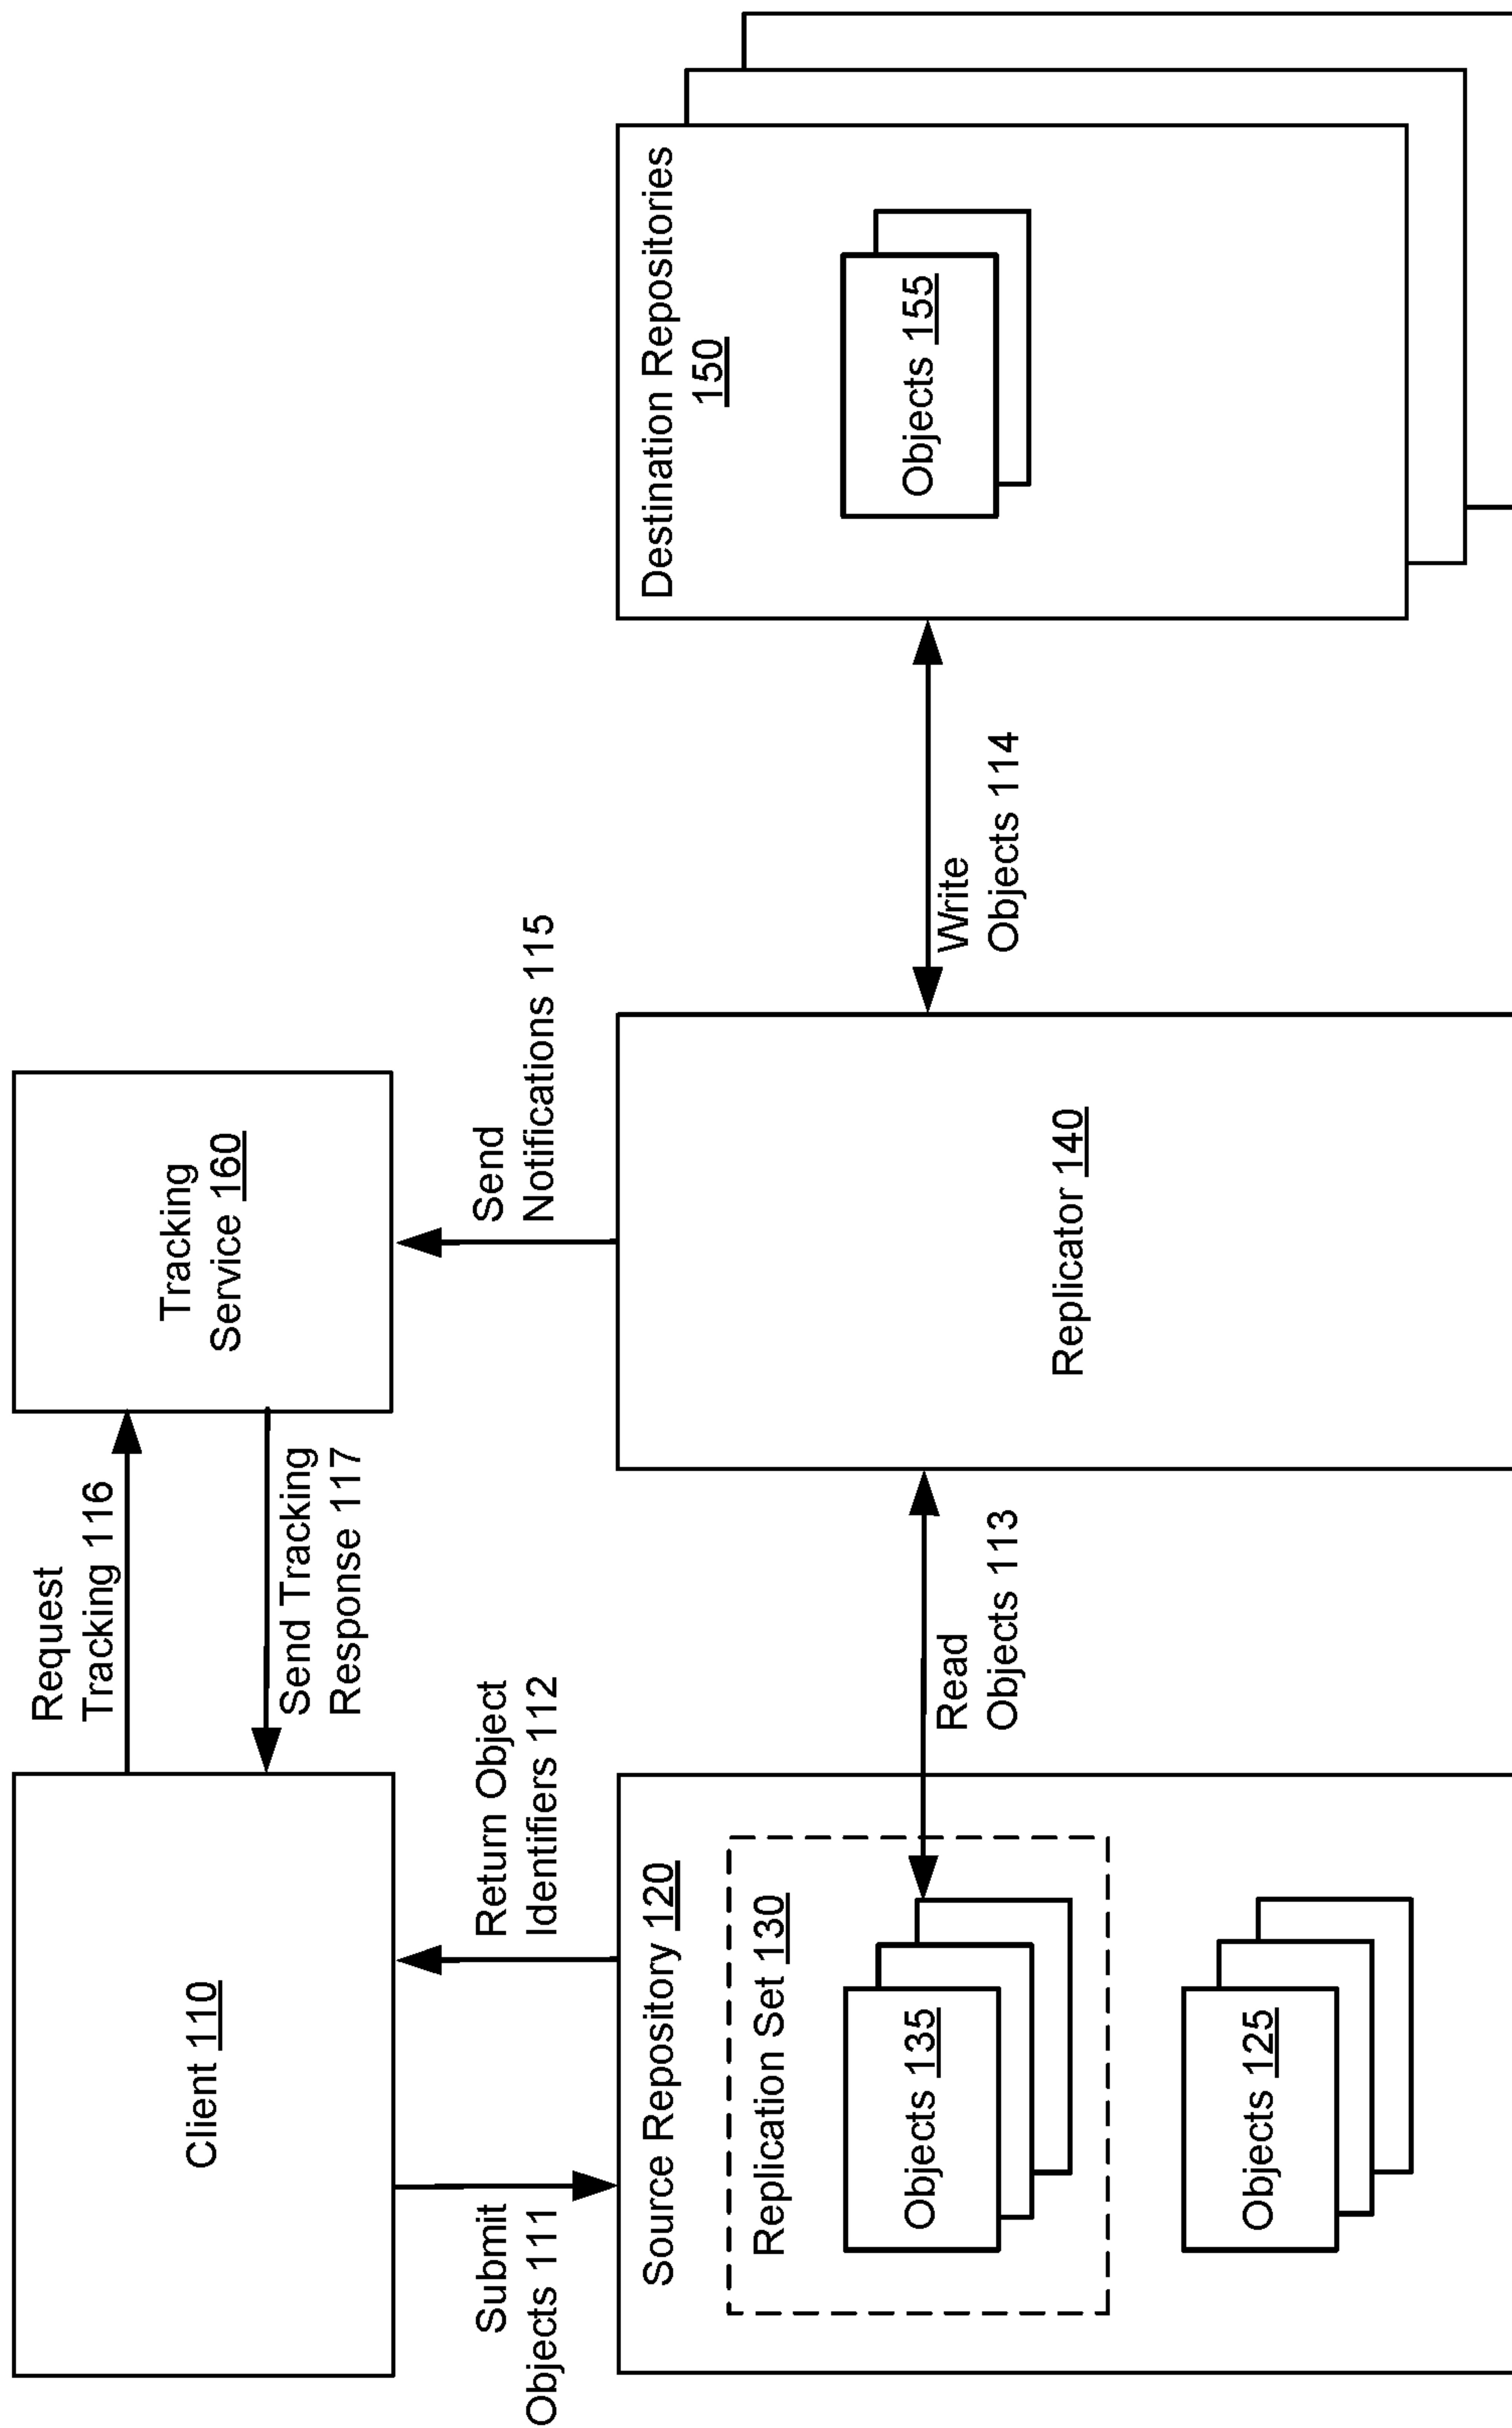 Client 110
Request
Tracking 116
Send Tracking
Response 117
Tracking
Service 160
Submit
Objects 111
Return Object
Identifiers 112
Send
Notifications 115
Source Repository 120
Replication Set 130
Objects 135
Objects 125
Read
Objects 113
Replicator 140
Write
Objects 114
Destination Repositories
150
Objects 155